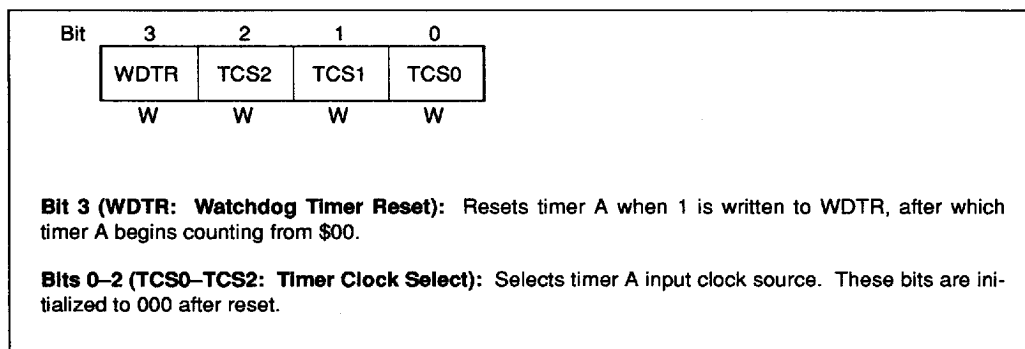 Bit 3 2 1 0
WDTR TCS2 TCS1 TCS0
W W W W
Bit 3 (WDTR: Watchdog Timer Reset): Resets timer A when 1 is written to WDTR, after which
timer A begins counting from $00.
Bits 0–2 (TCS0–TCS2: Timer Clock Select): Selects timer A input clock source. These bits are ini-
tialized to 000 after reset.